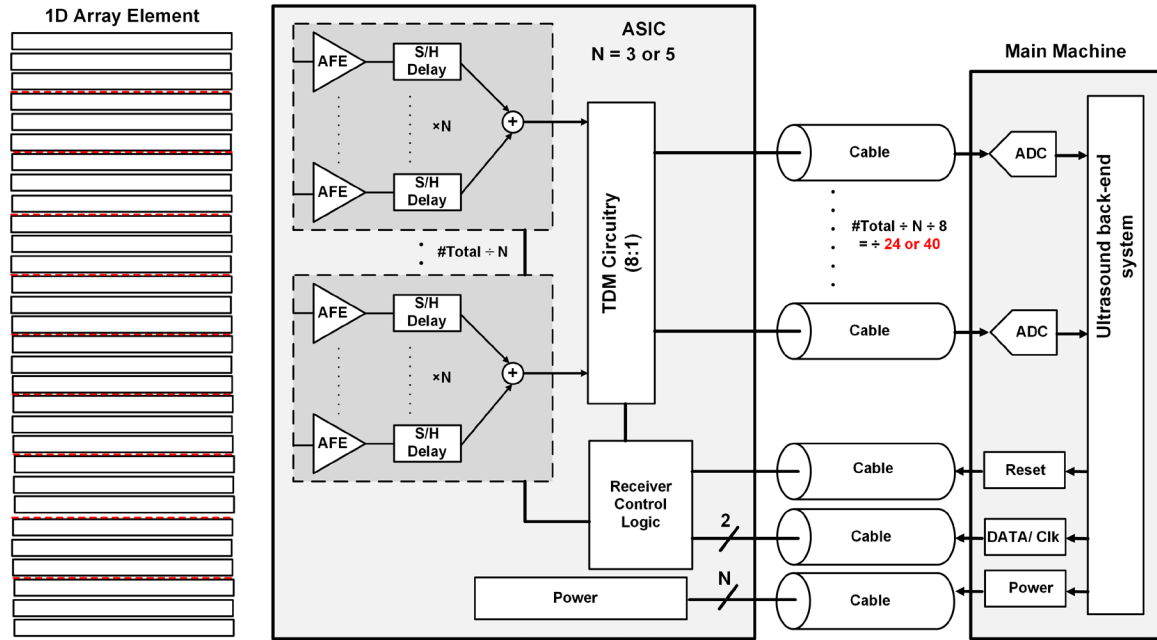 1D Array Element
ASIC
N = 3 or 5
AFE
S/H
Delay
×N
+
AFE
S/H
Delay
#Total ÷ N
AFE
S/H
Delay
×N
+
AFE
S/H
Delay
TDM Circuitry
(8:1)
Receiver
Control
Logic
2
Power
N
Cable
#Total ÷ N ÷ 8
= ÷ 24 or 40
Cable
Cable
Cable
Cable
Main Machine
ADC
ADC
Reset
DATA/ Clk
Power
Ultrasound back-end
system